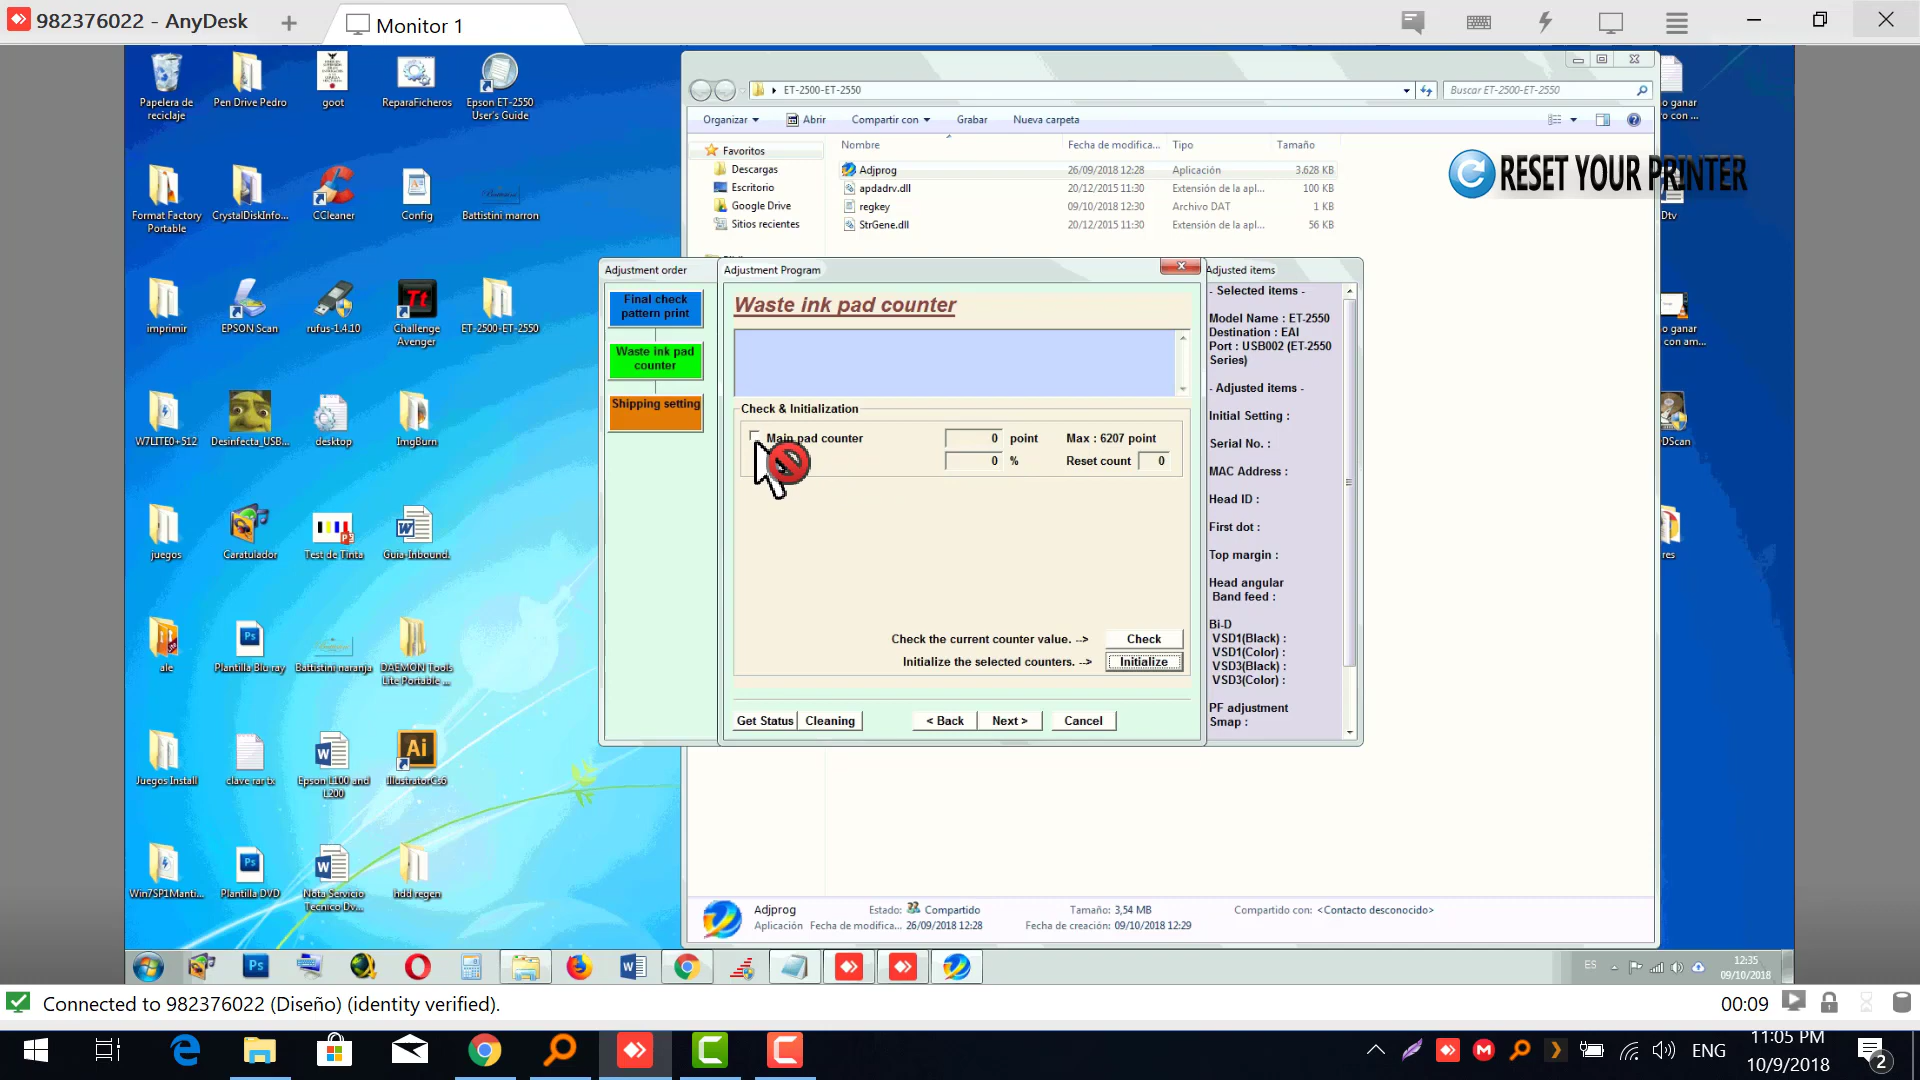 982376022 - AnyDesk
Monitor 1
Papelera de
reciclaje
Pen Drive Pedro
goot
ReparaFicheros
Epson ET-2550
User's Guide
Format Factory
Portable
CrystalDiskInfo...
CCleaner
Config
Battistini marron
imprimir
EPSON Scan
rufus-1.4.10
Challenge
Avenger
ET-2500-ET-2550
W7LITE0+512
Desinfecta_USB...
desktop
ImgBurn
juegos
Caratulador
Test de Tinta
Guia-Inbound.
ale
Plantilla Blu ray
Battistini naranja
DAEMON Tools
Lite Portable ...
Juegos Install
clave rar tx
Epson L100 and
L200
IllustratorCs6
Win7SP1Manti...
Plantilla DVD
Nota Servicio
Tecnico Dv...
hdd regen
ET-2500-ET-2550
Buscar ET-2500-ET-2550
Organizar
Abrir
Compartir con
Grabar
Nueva carpeta
Favoritos
Descargas
Escritorio
Google Drive
Sitios recientes
Nombre
Fecha de modifica...
Tipo
Tamaño
Adjprog
26/09/2018 12:28
Aplicación
3.628 KB
apdadrv.dll
20/12/2015 11:30
Extensión de la apl...
100 KB
regkey
09/10/2018 12:30
Archivo DAT
1 KB
StrGene.dll
20/12/2015 11:30
Extensión de la apl...
56 KB
RESET YOUR PRINTER
o ganar
o con ...
Dtv
o ganar
con am...
DScan
res
Adjustment order
Final check
pattern print
Waste ink pad
counter
Shipping setting
Adjustment Program
Waste ink pad counter
Check & Initialization
Main pad counter
0 point
Max : 6207 point
0 %
Reset count 0
Check the current counter value. -->
Check
Initialize the selected counters. -->
Initialize
Get Status
Cleaning
< Back
Next >
Cancel
Adjusted items
- Selected items -
Model Name : ET-2550
Destination : EAI
Port : USB002 (ET-2550
Series)
- Adjusted items -
Initial Setting :
Serial No. :
MAC Address :
Head ID :
First dot :
Top margin :
Head angular
Band feed :
Bi-D
VSD1(Black) :
VSD1(Color) :
VSD3(Black) :
VSD3(Color) :
PF adjustment
Smap :
Adjprog
Estado: Compartido
Tamaño: 3,54 MB
Compartido con: <Contacto desconocido>
Aplicación
Fecha de modifica... 26/09/2018 12:28
Fecha de creación: 09/10/2018 12:29
ES
12:35
09/10/2018
Connected to 982376022 (Diseño) (identity verified).
00:09
ENG
11:05 PM
10/9/2018
2